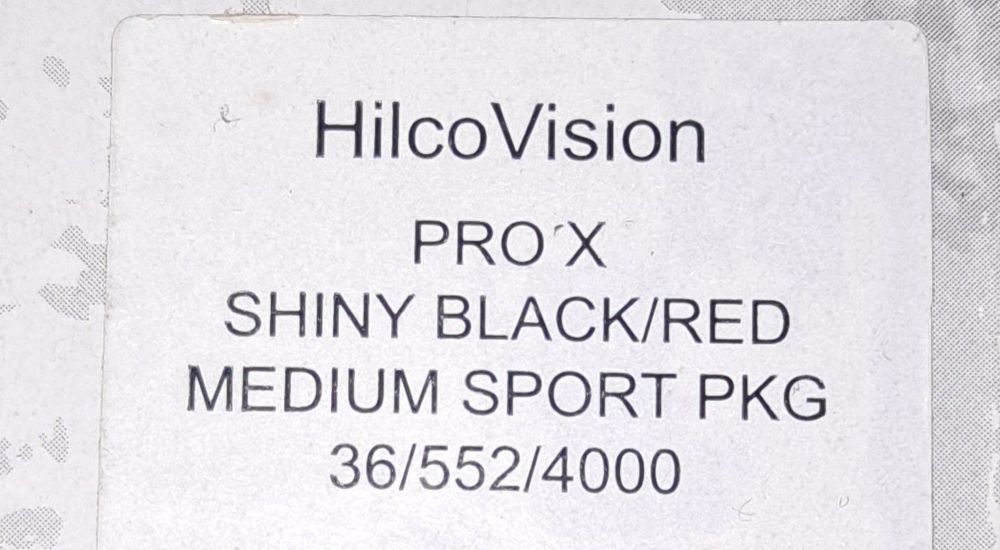 HilcoVision
PRO X
SHINY BLACK/RED
MEDIUM SPORT PKG
36/552/4000